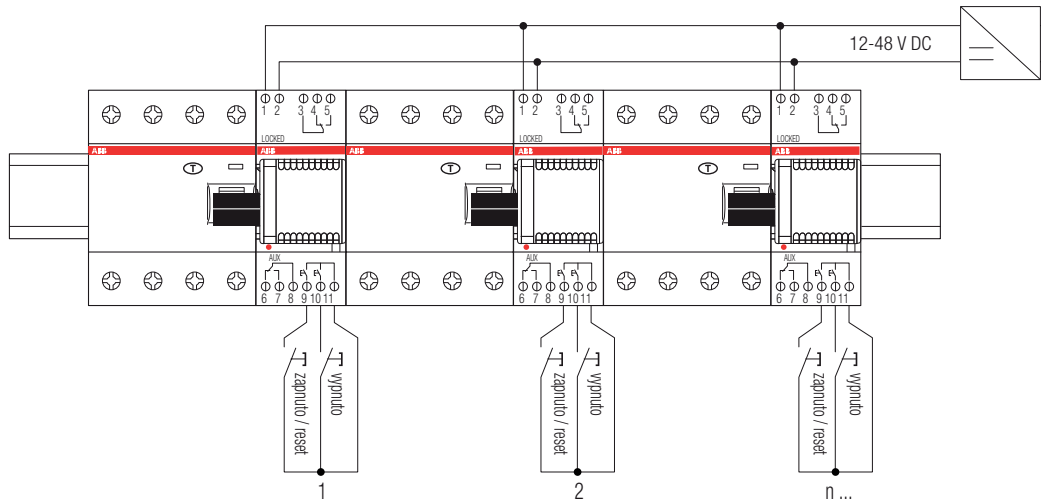 12-48 V DC
1 2 3 4 5
1 2 3 4 5
1 2 3 4 5
LOCKED
LOCKED
LOCKED
ABB
ABB
ABB
ABB
ABB
ABB
T
T
T
AUX
AUX
AUX
6 7 8 9 10 11
6 7 8 9 10 11
6 7 8 9 10 11
zapnuto / reset
vypnuto
zapnuto / reset
vypnuto
zapnuto / reset
vypnuto
1
2
n ...